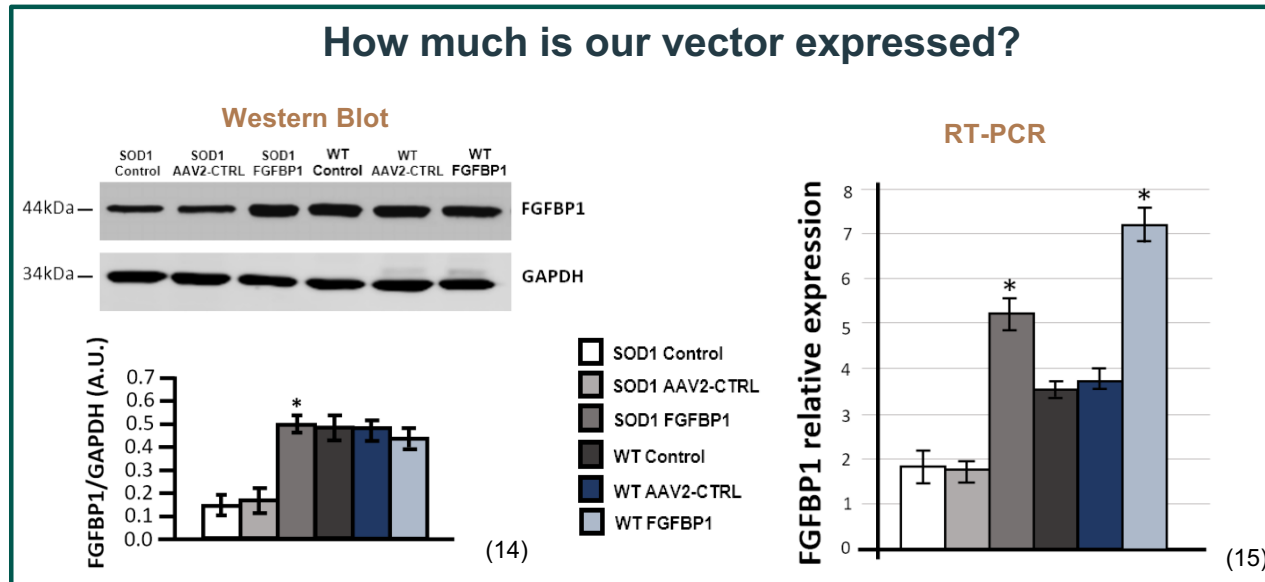 How much is our vector expressed?
Western Blot
SOD1 Control
SOD1 AAV2-CTRL
SOD1 FGFBP1
WT Control
WT AAV2-CTRL
WT FGFBP1
44kDa
FGFBP1
34kDa
GAPDH
FGFBP1/GAPDH (A.U.)
0.7
0.6
0.5
0.4
0.3
0.2
0.1
0.0
*
(14)
SOD1 Control
SOD1 AAV2-CTRL
SOD1 FGFBP1
WT Control
WT AAV2-CTRL
WT FGFBP1
RT-PCR
FGFBP1 relative expression
8
7
6
5
4
3
2
1
0
*
*
(15)